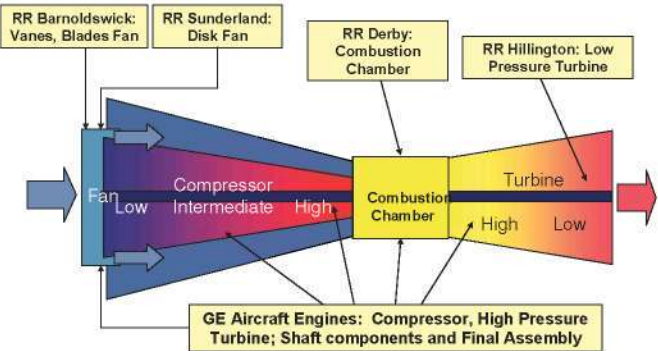 RR Barnoldswick:
Vanes, Blades Fan
RR Sunderland:
Disk Fan
RR Derby:
Combustion
Chamber
RR Hillington: Low
Pressure Turbine
Fan
Low
Compressor
Intermediate
High
Combustion
Chamber
Turbine
High
Low
GE Aircraft Engines: Compressor, High Pressure
Turbine; Shaft components and Final Assembly